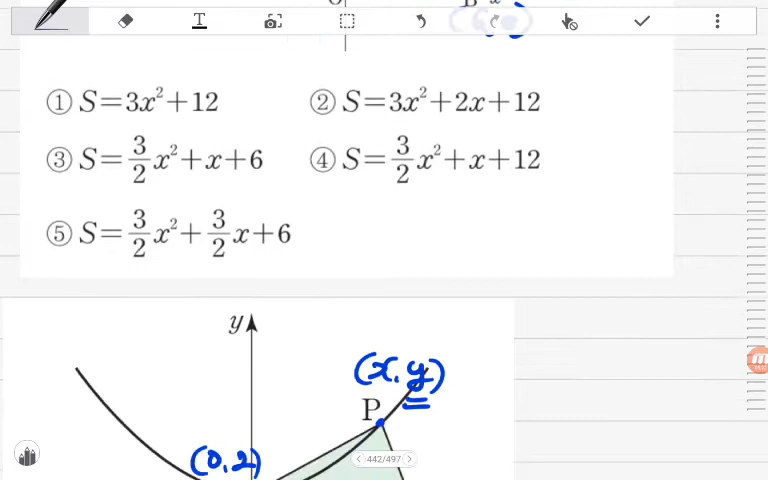 ① S=3x²+12 ② S=3x²+2x+12
③ S=3/2x²+x+6 ④ S=3/2x²+x+12
⑤ S=3/2x²+3/2x+6
y
(x, y)
P
(0, 2)
442/497